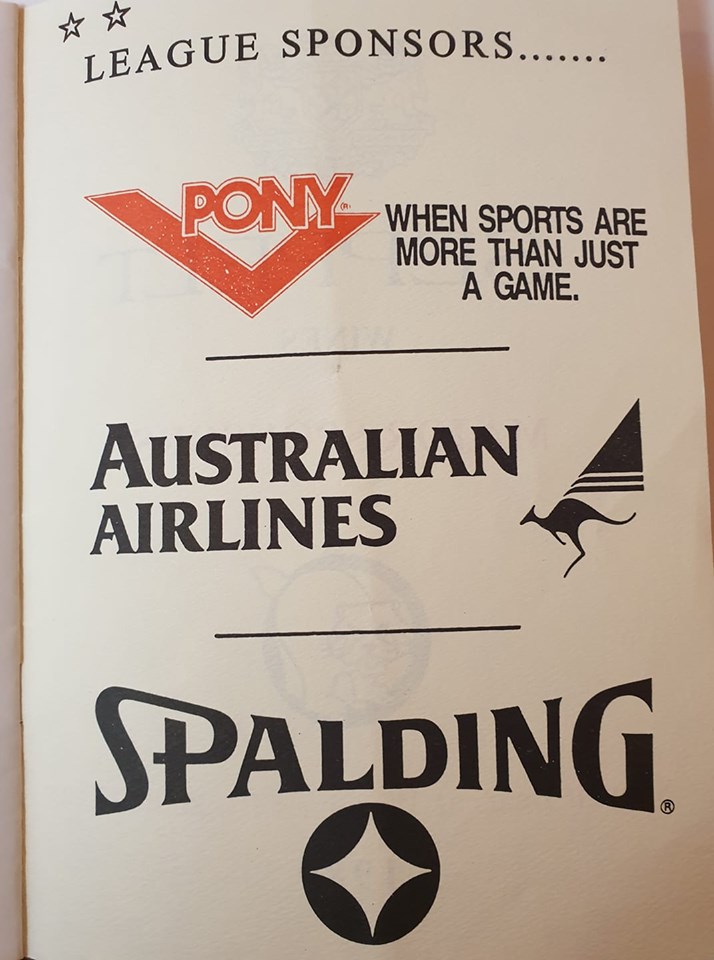 LEAGUE SPONSORS.......
PONY®
WHEN SPORTS ARE
MORE THAN JUST
A GAME.
AUSTRALIAN
AIRLINES
SPALDING®